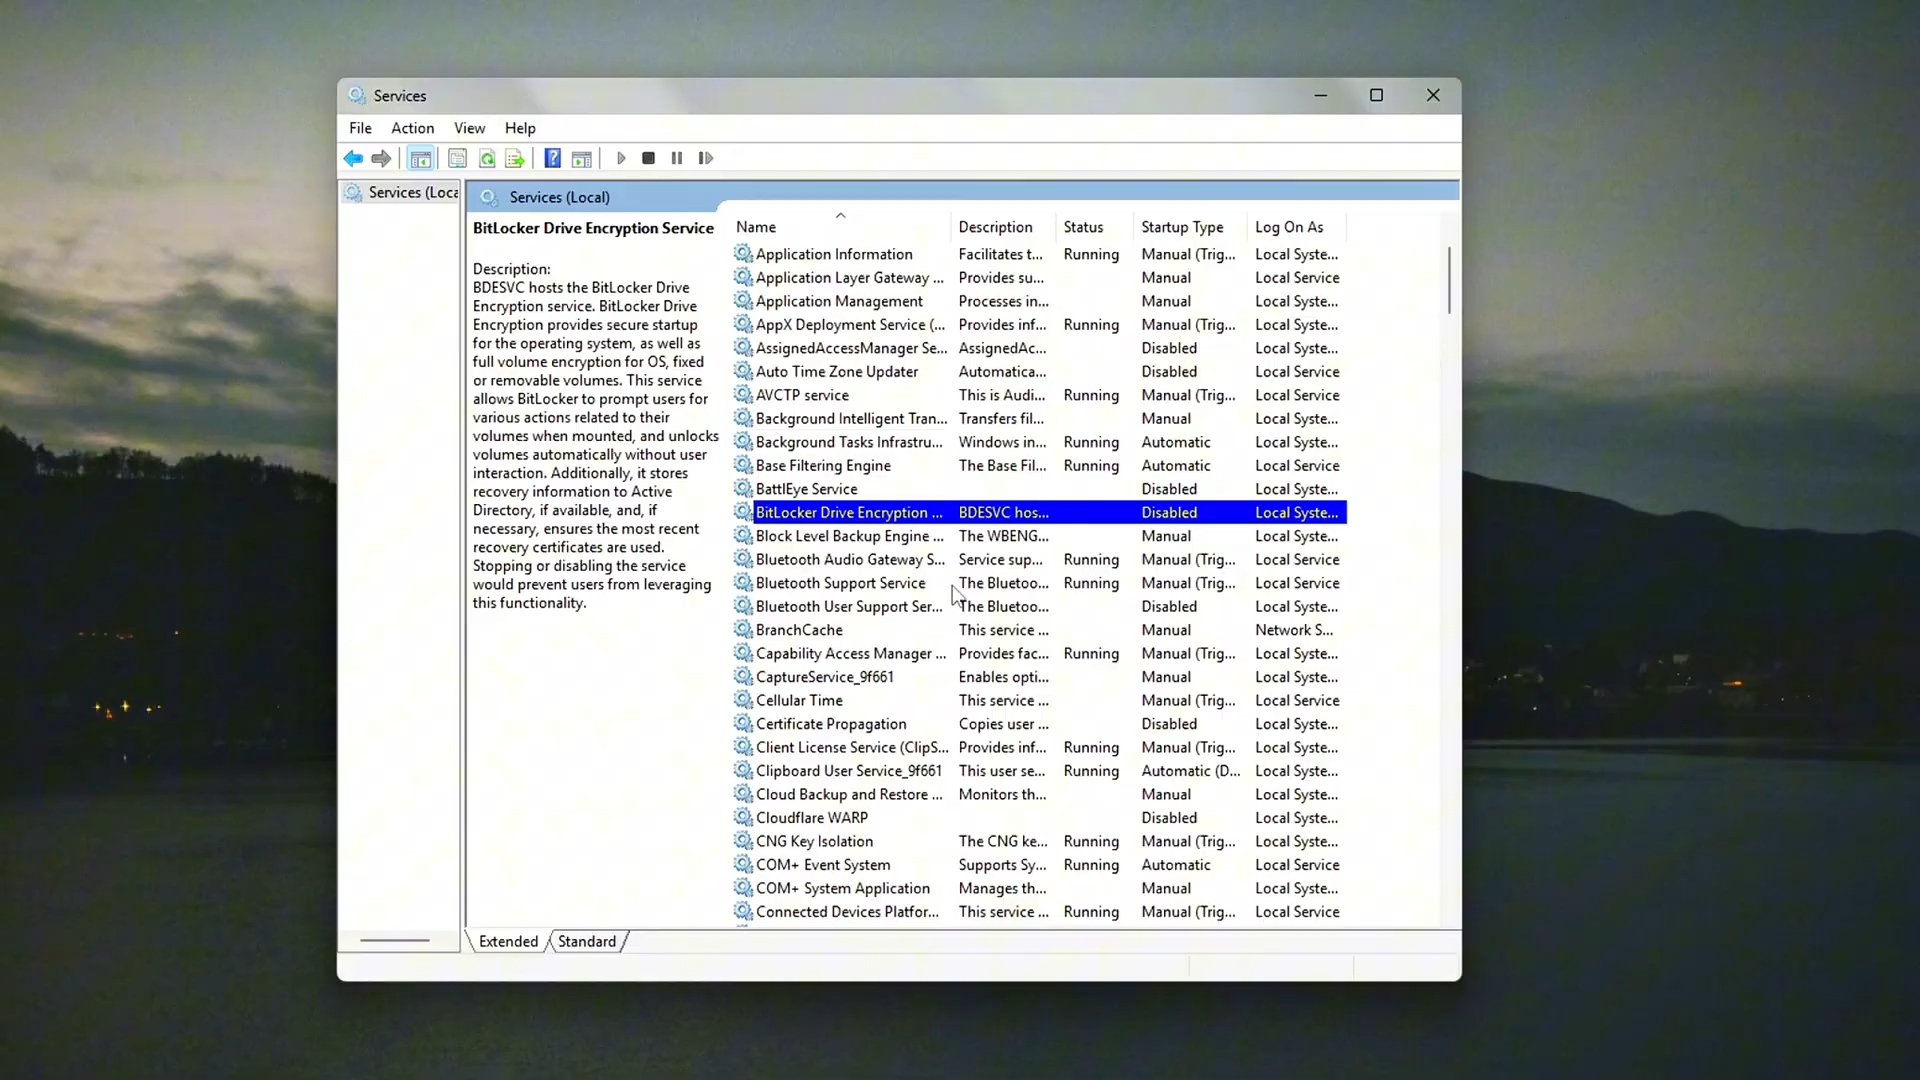 Services
File Action View Help
Services (Loca
Services (Local)
BitLocker Drive Encryption Service
Description:
BDESVC hosts the BitLocker Drive
Encryption service. BitLocker Drive
Encryption provides secure startup
for the operating system, as well as
full volume encryption for OS, fixed
or removable volumes. This service
allows BitLocker to prompt users for
various actions related to their
volumes when mounted, and unlocks
volumes automatically without user
interaction. Additionally, it stores
recovery information to Active
Directory, if available, and, if
necessary, ensures the most recent
recovery certificates are used.
Stopping or disabling the service
would prevent users from leveraging
this functionality.
Name Description Status Startup Type Log On As
Application Information Facilitates t... Running Manual (Trig... Local Syste...
Application Layer Gateway ... Provides su... Manual Local Service
Application Management Processes in... Manual Local Syste...
AppX Deployment Service (... Provides inf... Running Manual (Trig... Local Syste...
AssignedAccessManager Se... AssignedAc... Disabled Local Syste...
Auto Time Zone Updater Automatica... Disabled Local Service
AVCTP service This is Audi... Running Manual (Trig... Local Service
Background Intelligent Tran... Transfers fil... Manual Local Syste...
Background Tasks Infrastru... Windows in... Running Automatic Local Syste...
Base Filtering Engine The Base Fil... Running Automatic Local Service
BattlEye Service Disabled Local Syste...
BitLocker Drive Encryption ... BDESVC hos... Disabled Local Syste...
Block Level Backup Engine ... The WBENG... Manual Local Syste...
Bluetooth Audio Gateway S... Service sup... Running Manual (Trig... Local Service
Bluetooth Support Service The Bluetoo... Running Manual (Trig... Local Service
Bluetooth User Support Ser... The Bluetoo... Disabled Local Syste...
BranchCache This service ... Manual Network S...
Capability Access Manager ... Provides fac... Running Manual (Trig... Local Syste...
CaptureService_9f661 Enables opti... Manual Local Syste...
Cellular Time This service ... Manual (Trig... Local Service
Certificate Propagation Copies user ... Disabled Local Syste...
Client License Service (ClipS... Provides inf... Running Manual (Trig... Local Syste...
Clipboard User Service_9f661 This user se... Running Automatic (D... Local Syste...
Cloud Backup and Restore ... Monitors th... Manual Local Syste...
Cloudflare WARP Disabled Local Syste...
CNG Key Isolation The CNG ke... Running Manual (Trig... Local Syste...
COM+ Event System Supports Sy... Running Automatic Local Service
COM+ System Application Manages th... Manual Local Syste...
Connected Devices Platfor... This service ... Running Manual (Trig... Local Service
Extended Standard